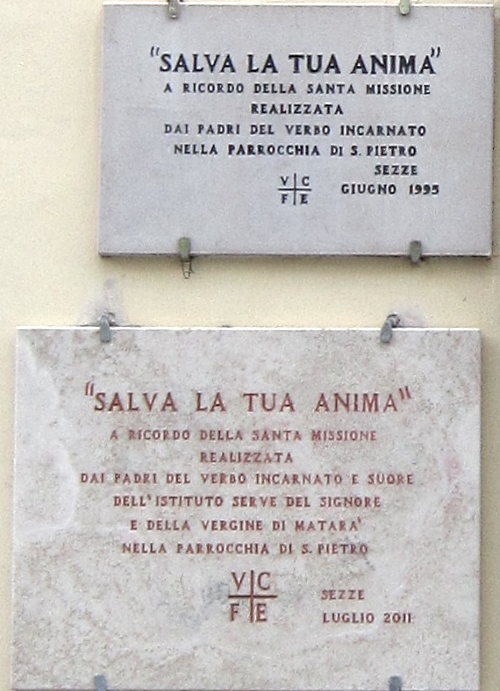 "SALVA LA TUA ANIMA"
A RICORDO DELLA SANTA MISSIONE
REALIZZATA
DAI PADRI DEL VERBO INCARNATO
NELLA PARROCCHIA DI S. PIETRO
SEZZE
V C
GIUGNO 1995
F E
"SALVA LA TUA ANIMA"
A RICORDO DELLA SANTA MISSIONE
REALIZZATA
DAI PADRI DEL VERBO INCARNATO E SUORE
DELL'ISTITUTO SERVE DEL SIGNORE
E DELLA VERGINE DI MATARA'
NELLA PARROCCHIA DI S. PIETRO
V C
SEZZE
F E
LUGLIO 2011